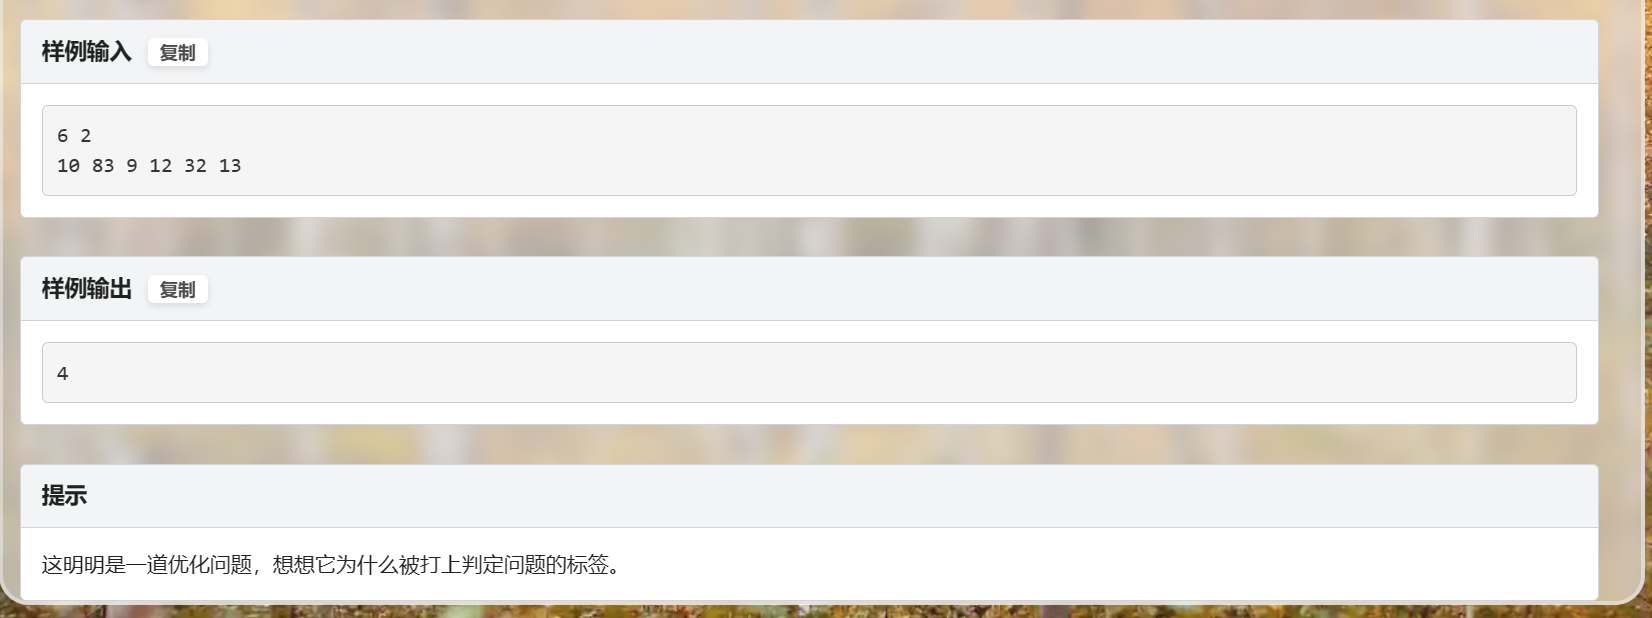 样例输入 复制
6 2
10 83 9 12 32 13
样例输出 复制
4
提示
这明明是一道优化问题，想想它为什么被打上判定问题的标签。